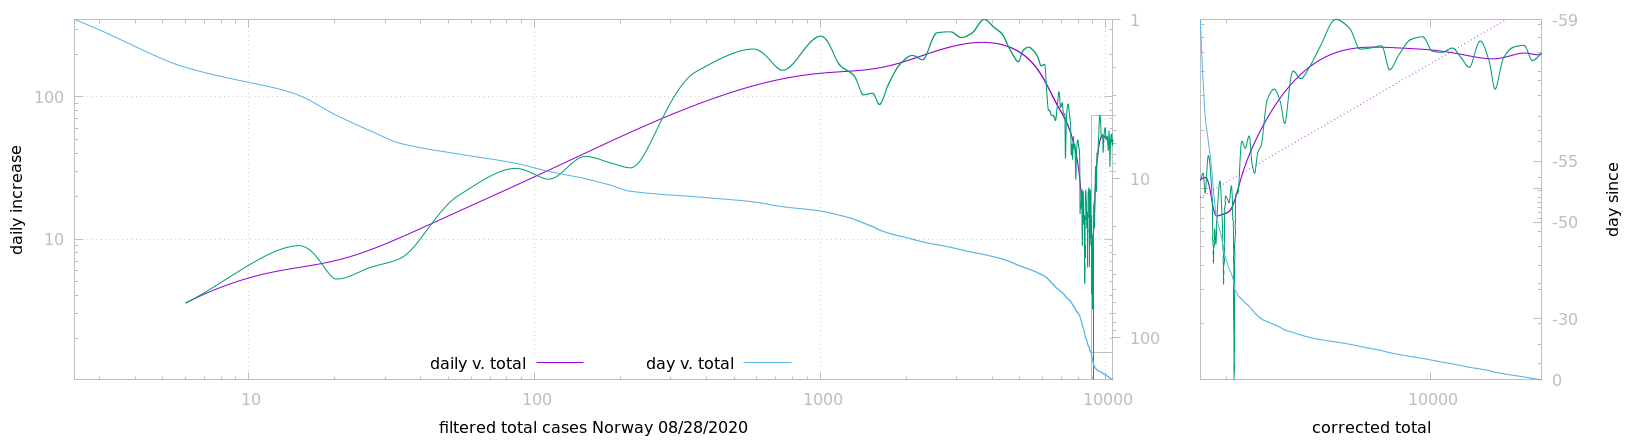 1
-59
100
daily increase
-55
10
10
day since
-50
-30
100
daily v. total
day v. total
0
10
100
1000
10000
10000
filtered total cases Norway 08/28/2020
corrected total